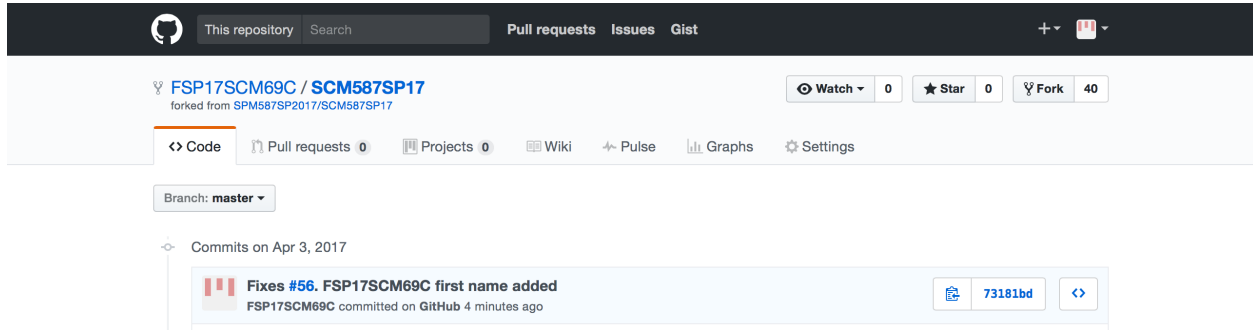 This repository Search Pull requests Issues Gist
FSP17SCM69C / SCM587SP17 Watch 0 Star 0 Fork 40
forked from SPM587SP2017/SCM587SP17
Code Pull requests 0 Projects 0 Wiki Pulse Graphs Settings
Branch: master
Commits on Apr 3, 2017
Fixes #56. FSP17SCM69C first name added 73181bd
FSP17SCM69C committed on GitHub 4 minutes ago